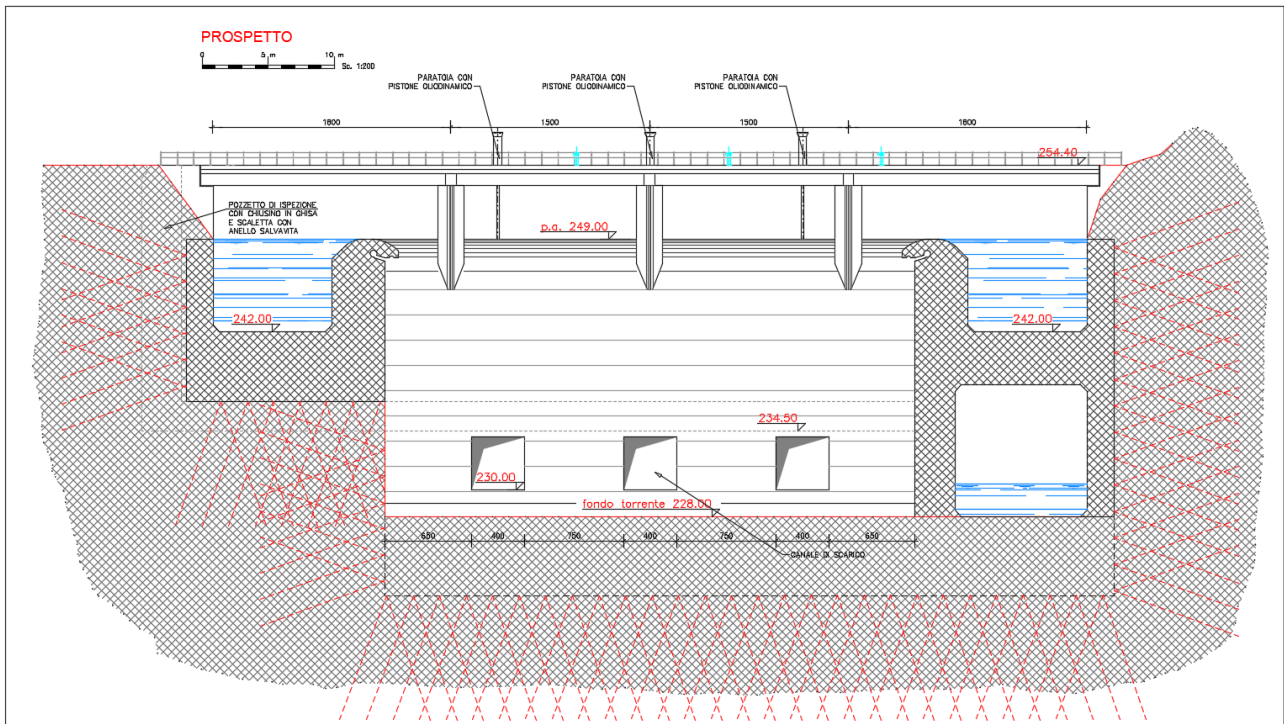 PROSPETTO
0 5 m 10 m
Sc. 1:200
PARATOIA CON
PISTONE OLIODINAMICO
PARATOIA CON
PISTONE OLIODINAMICO
PARATOIA CON
PISTONE OLIODINAMICO
1800 1500 1500 1800
254.40
POZZETTO DI ISPEZIONE
CON CHIUSINO IN GHISA
E SCALETTA CON
ANELLO SALVAVITA
p.a. 249.00
242.00 242.00
234.50
230.00
fondo torrente 228.00
650 400 750 400 750 400 650
CANALE DI SCARICO